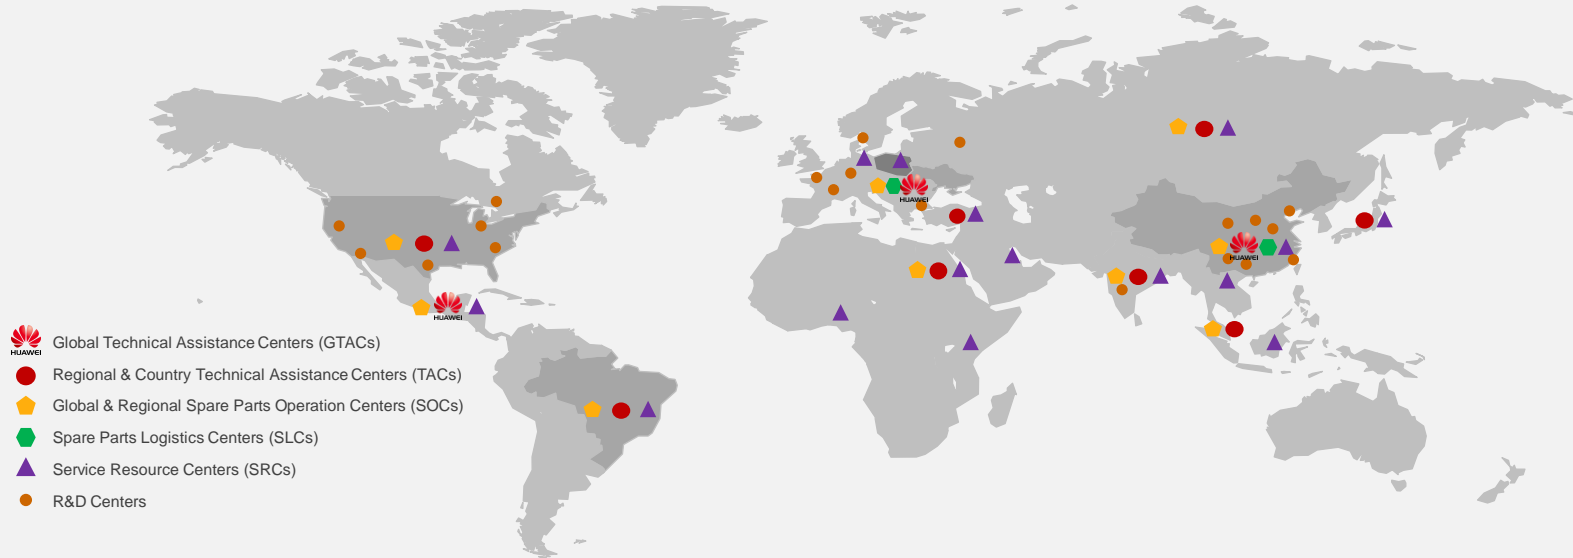 HUAWEI
HUAWEI
HUAWEI
HUAWEI
Global Technical Assistance Centers (GTACs)
Regional & Country Technical Assistance Centers (TACs)
Global & Regional Spare Parts Operation Centers (SOCs)
Spare Parts Logistics Centers (SLCs)
Service Resource Centers (SRCs)
R&D Centers